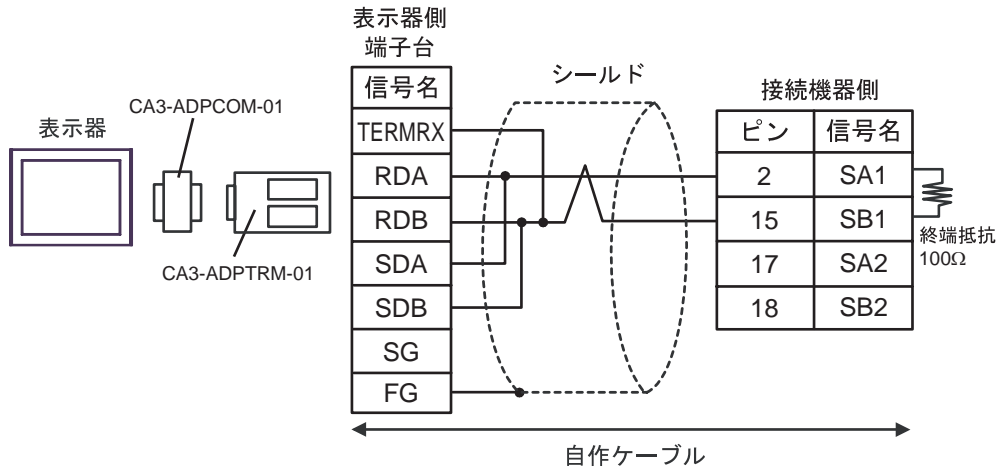 表示器側
端子台
シールド
接続機器側
CA3-ADPCOM-01
表示器
CA3-ADPTRM-01
信号名
TERMRX
RDA
RDB
SDA
SDB
SG
FG
ピン 信号名
2 SA1
15 SB1
17 SA2
18 SB2
終端抵抗
100Ω
自作ケーブル